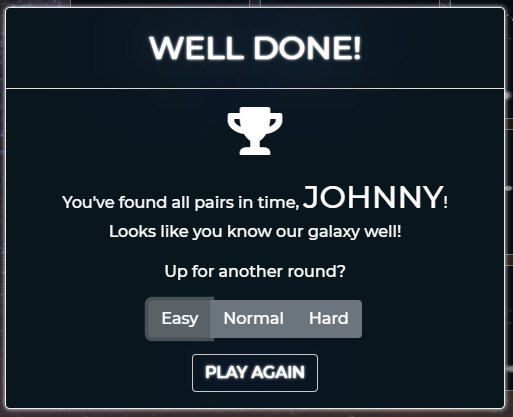 WELL DONE!
You've found all pairs in time, JOHNNY!
Looks like you know our galaxy well!
Up for another round?
Easy Normal Hard
PLAY AGAIN